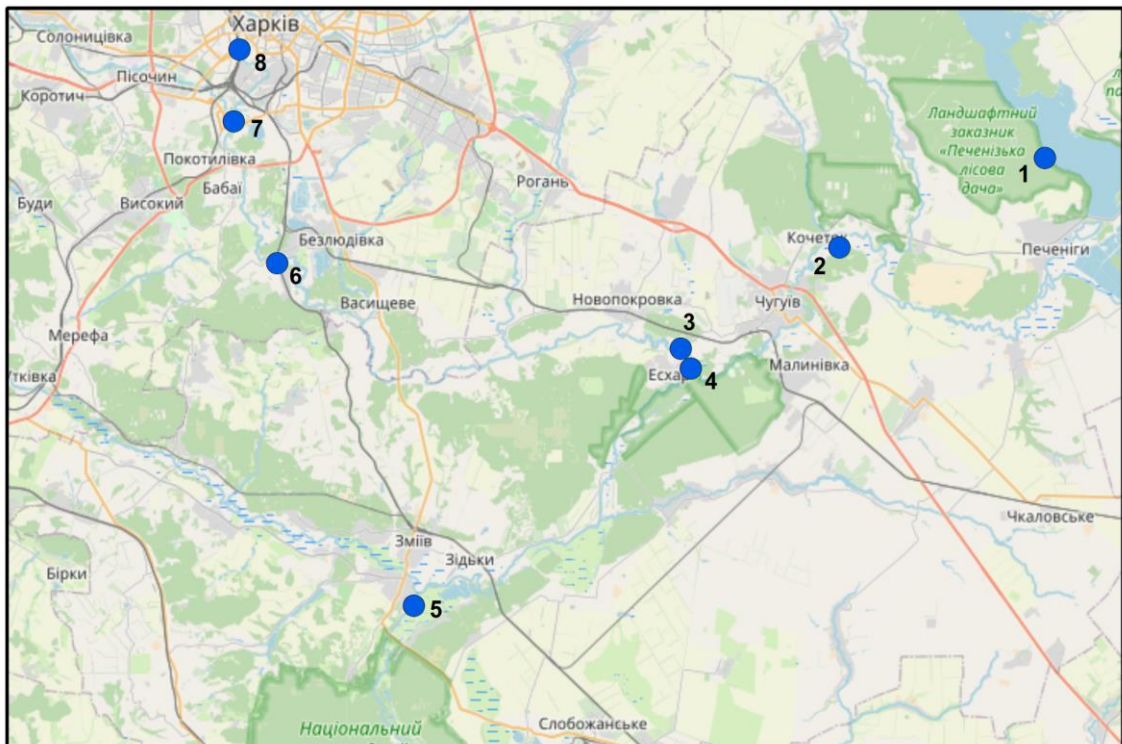 Харків
Солоницівка
8
Пісочин
Коротич
7
Ландшафтний
заказник
«Печенізька
лісова
дача»
1
Покотилівка
Рогань
Бабаї
Буди
Високий
Безлюдівка
Кочеток
2
Печеніги
6
Васищеве
Новопокровка
Чугуїв
3
Мерефа
Есхар
4
Малинівка
утківка
Чкаловське
Зміїв
Зідьки
Бірки
5
Слобожанське
Національний